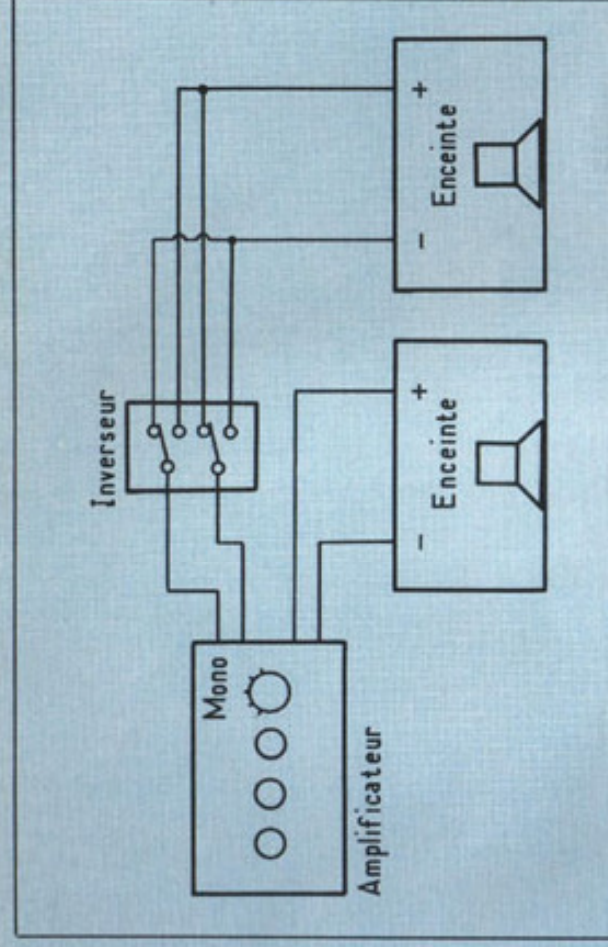 Inverseur
Mono
Amplificateur
- Enceinte +
- Enceinte +